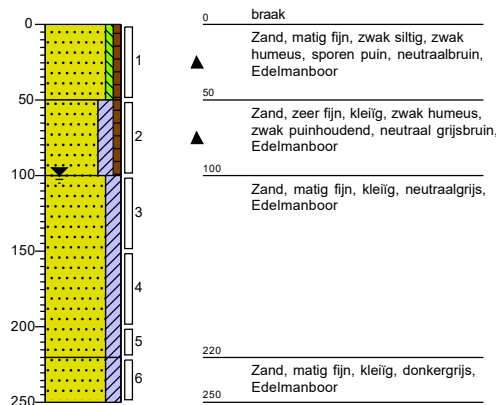 0
50
100
150
200
250
1
2
3
4
5
6
0 braak
Zand, matig fijn, zwak siltig, zwak
humeus, sporen puin, neutraalbruin,
Edelmanboor
50
Zand, zeer fijn, kleiïg, zwak humeus,
zwak puinhoudend, neutraal grijsbruin,
Edelmanboor
100
Zand, matig fijn, kleiïg, neutraalgrijs,
Edelmanboor
220
Zand, matig fijn, kleiïg, donkergrijs,
Edelmanboor
250